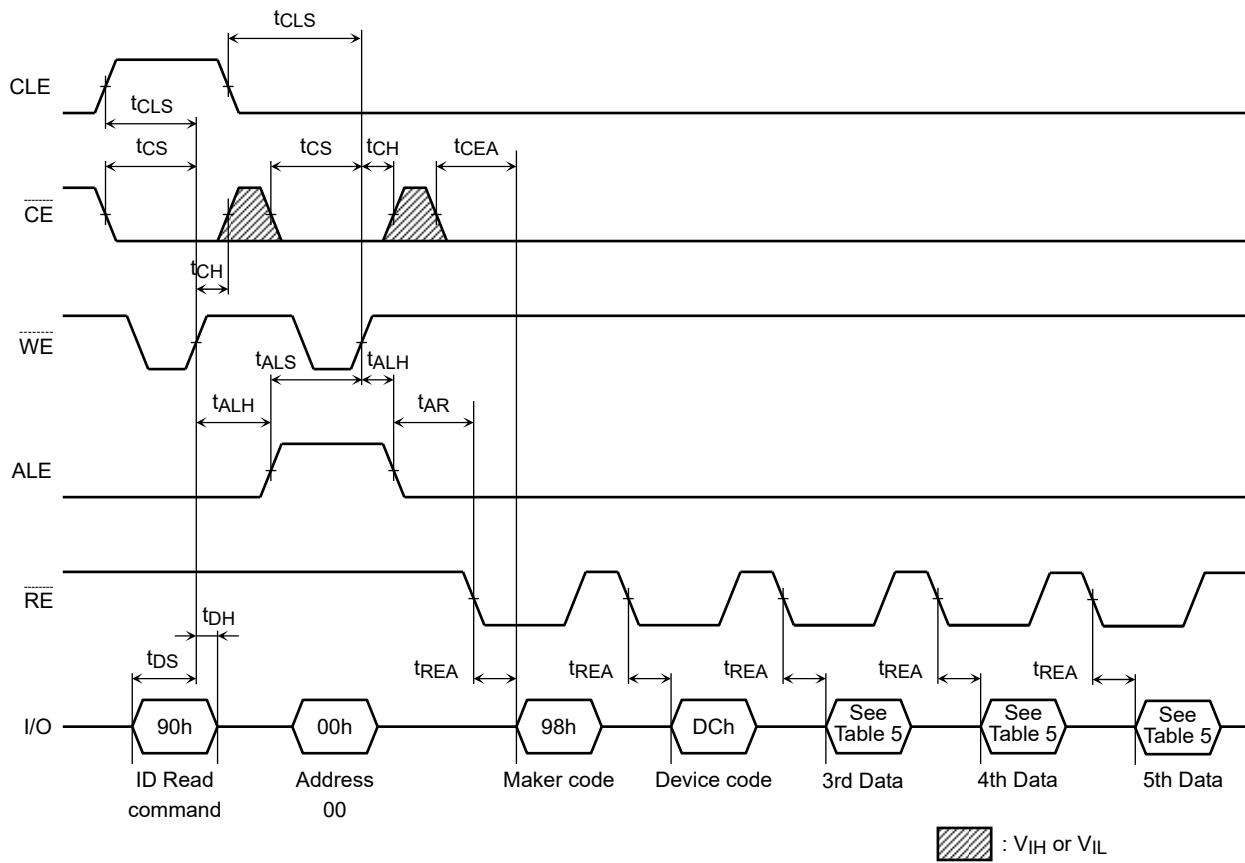 tCLS
CLE
tCLS
tCS tCS tCH tCEA
CE
tCH
WE
tALS tALH
tALH tAR
ALE
RE
tDH
tDS tREA tREA tREA tREA tREA
I/O 90h 00h 98h DCh See Table 5 See Table 5 See Table 5
ID Read command Address 00 Maker code Device code 3rd Data 4th Data 5th Data
: VIH or VIL